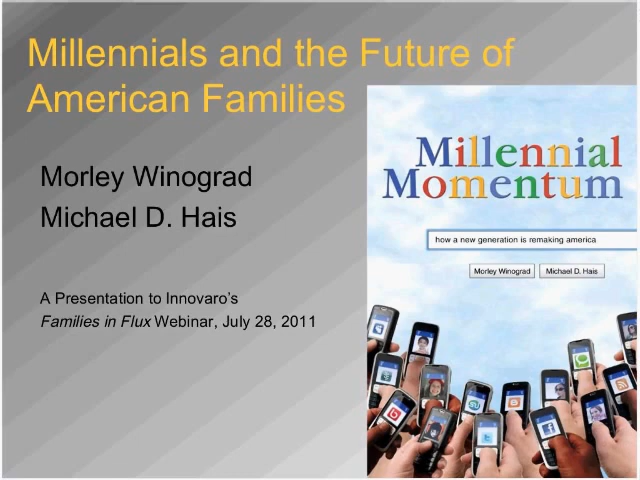 Millennials and the Future of
American Families
Morley Winograd
Michael D. Hais
A Presentation to Innovaro’s
Families in Flux Webinar, July 28, 2011
Millennial
Momentum
how a new generation is remaking america
Morley Winograd Michael D. Hais